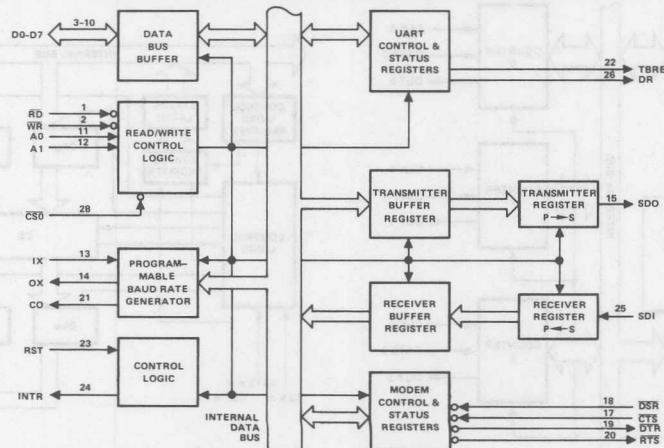 D0-D7
3-10
DATA
BUS
BUFFER
UART
CONTROL &
STATUS
REGISTERS
22
TBRE
26
DR
RD
1
WR
2
A0
11
A1
12
READ/WRITE
CONTROL
LOGIC
CS0
28
TRANSMITTER
BUFFER
REGISTER
TRANSMITTER
REGISTER
P→S
15
SDO
IX
13
OX
14
CO
21
PROGRAM-
MABLE
BAUD RATE
GENERATOR
RECEIVER
BUFFER
REGISTER
RECEIVER
REGISTER
P←S
25
SDI
RST
23
INTR
24
CONTROL
LOGIC
INTERNAL
DATA
BUS
MODEM
CONTROL &
STATUS
REGISTERS
18
DSR
17
CTS
19
DTR
20
RTS